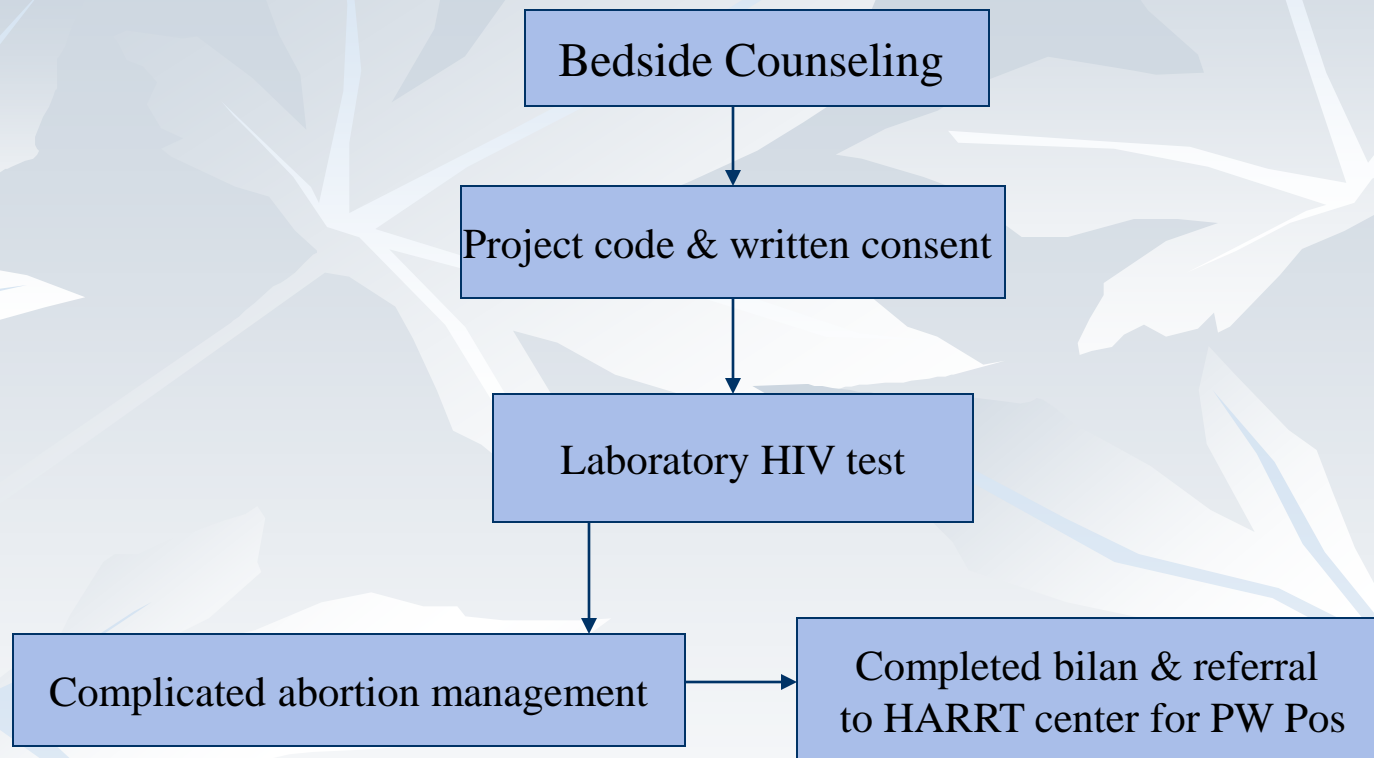 Bedside Counseling
Project code & written consent
Laboratory HIV test
Complicated abortion management
Completed bilan & referral
to HARRT center for PW Pos